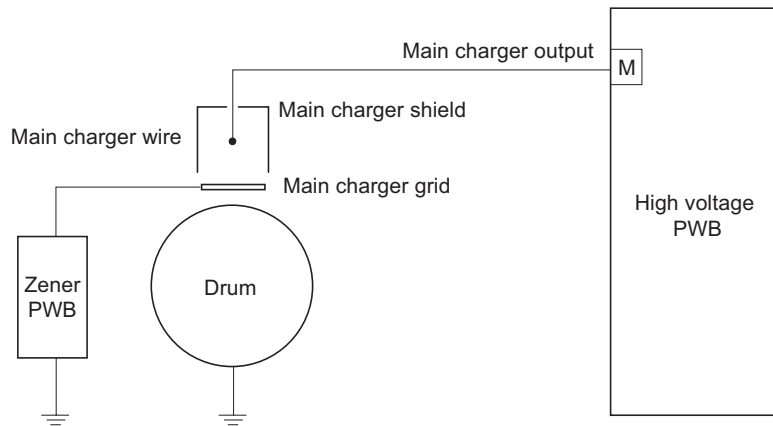 Main charger output
M
Main charger shield
Main charger wire
Main charger grid
High voltage
PWB
Zener
PWB
Drum